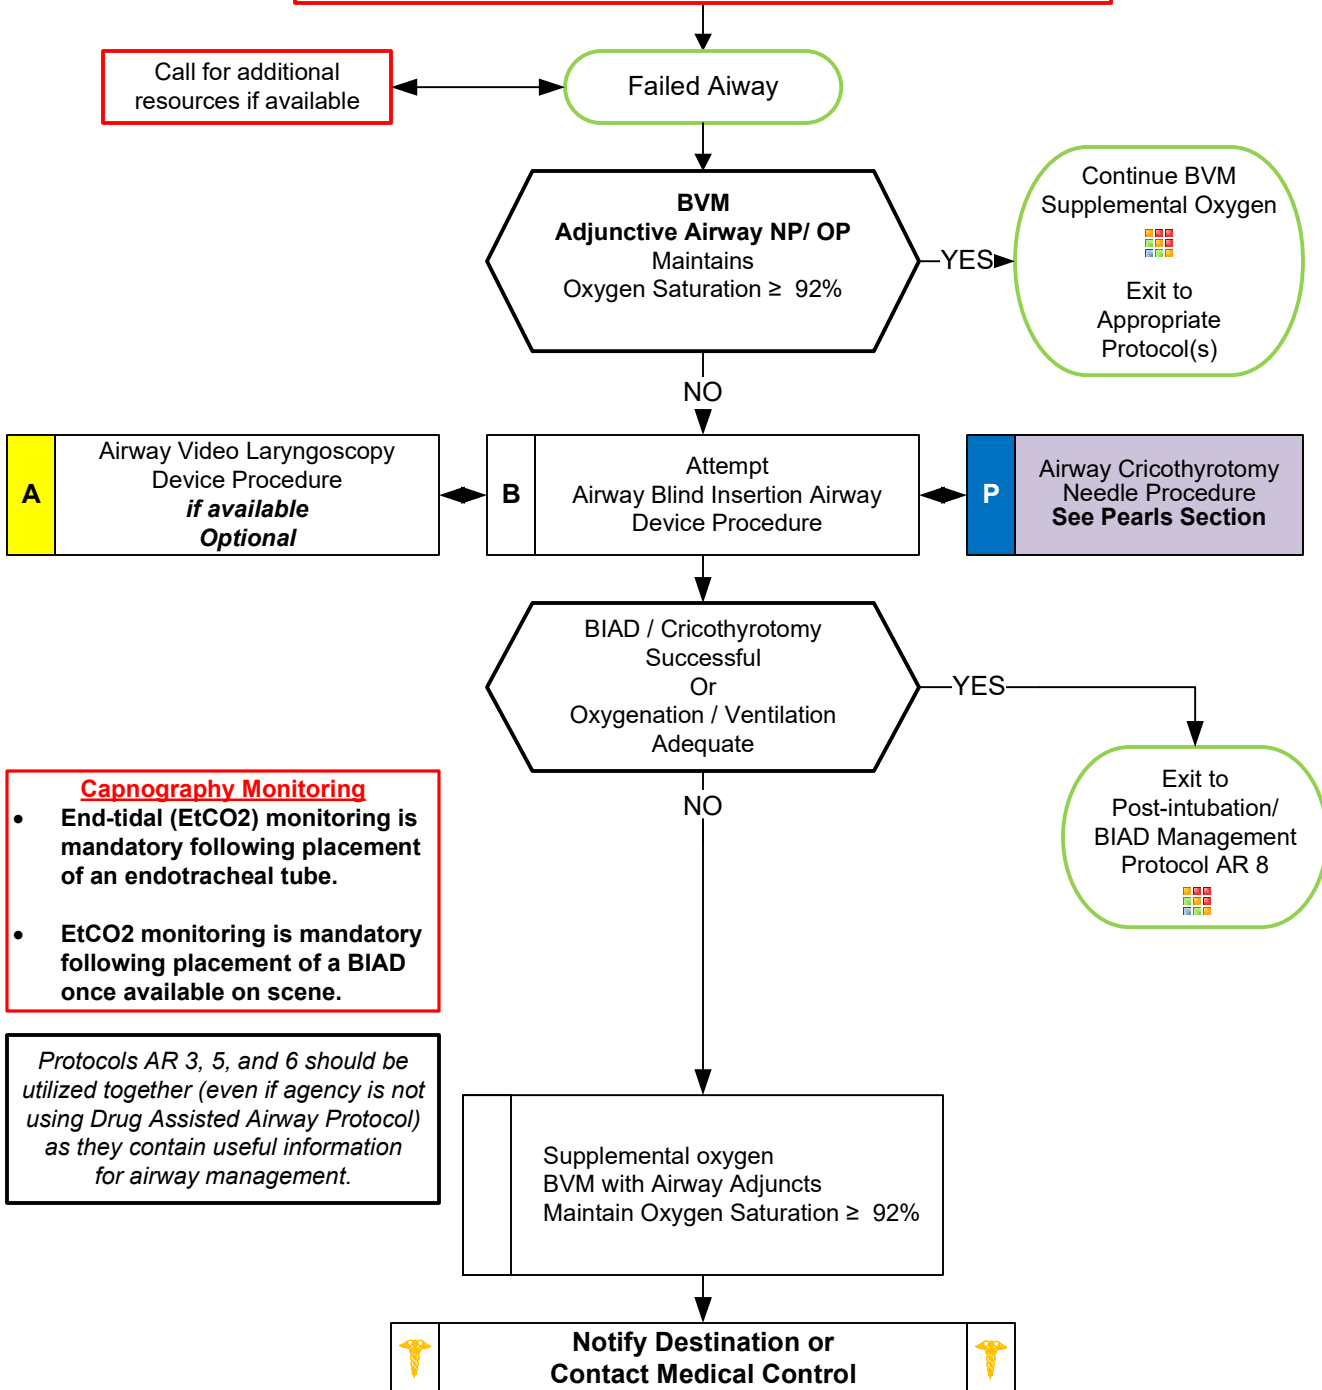 Call for additional
resources if available
Failed Aiway
BVM
Adjunctive Airway NP/ OP
Maintains
Oxygen Saturation ≥ 92%
YES
Continue BVM
Supplemental Oxygen
Exit to
Appropriate
Protocol(s)
NO
A
Airway Video Laryngoscopy
Device Procedure
if available
Optional
B
Attempt
Airway Blind Insertion Airway
Device Procedure
P
Airway Cricothyrotomy
Needle Procedure
See Pearls Section
BIAD / Cricothyrotomy
Successful
Or
Oxygenation / Ventilation
Adequate
YES
Exit to
Post-intubation/
BIAD Management
Protocol AR 8
NO
Capnography Monitoring
• End-tidal (EtCO2) monitoring is
mandatory following placement
of an endotracheal tube.
• EtCO2 monitoring is mandatory
following placement of a BIAD
once available on scene.
Protocols AR 3, 5, and 6 should be
utilized together (even if agency is not
using Drug Assisted Airway Protocol)
as they contain useful information
for airway management.
Supplemental oxygen
BVM with Airway Adjuncts
Maintain Oxygen Saturation ≥ 92%
Notify Destination or
Contact Medical Control